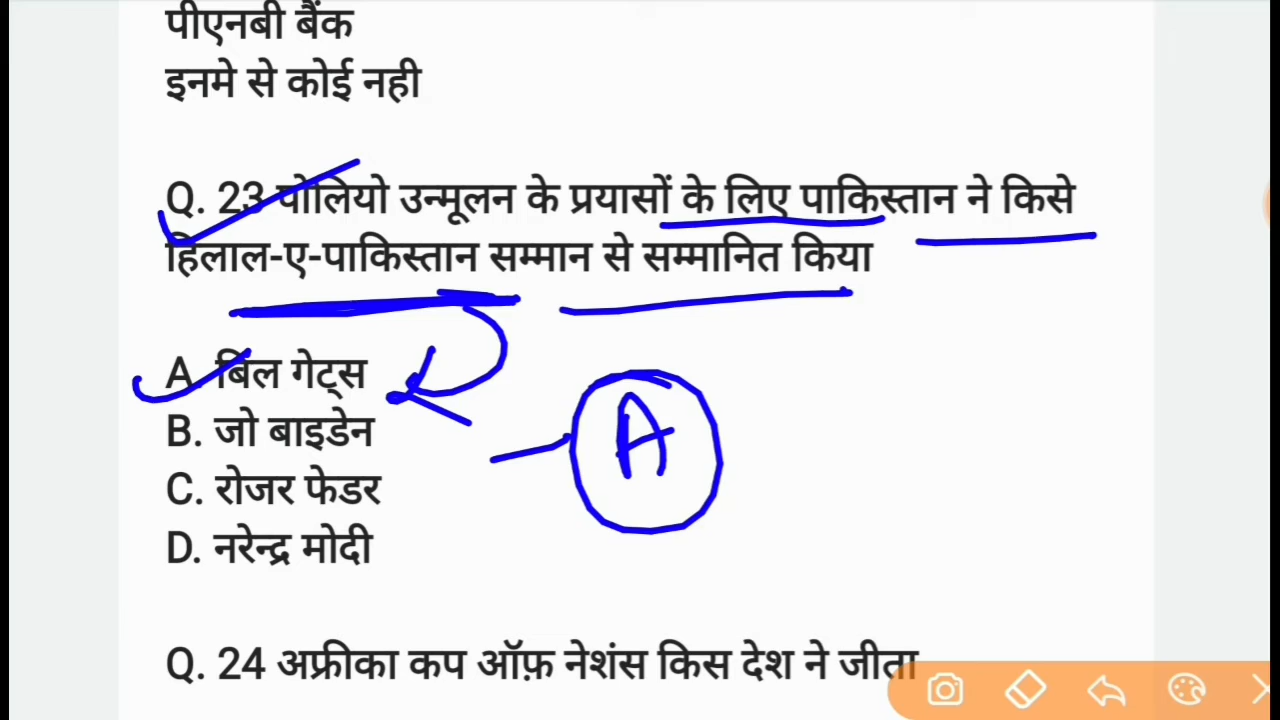 पीएनबी बैंक
इनमे से कोई नही
Q. 23 पोलियो उन्मूलन के प्रयासों के लिए पाकिस्तान ने किसे
हिलाल-ए-पाकिस्तान सम्मान से सम्मानित किया
A. बिल गेट्स
B. जो बाइडेन
A
C. रोजर फेडर
D. नरेन्द्र मोदी
Q. 24 अफ्रीका कप ऑफ़ नेशंस किस देश ने जीता